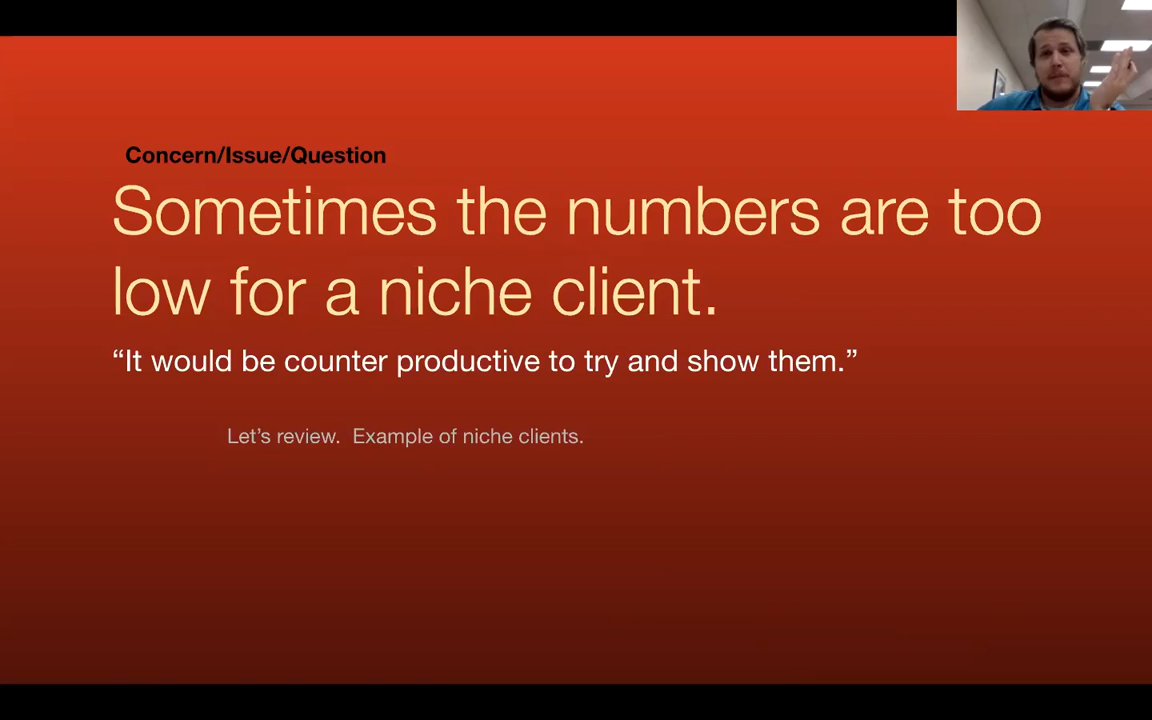 Concern/Issue/Question
Sometimes the numbers are too
low for a niche client.
“It would be counter productive to try and show them.”
Let’s review.  Example of niche clients.